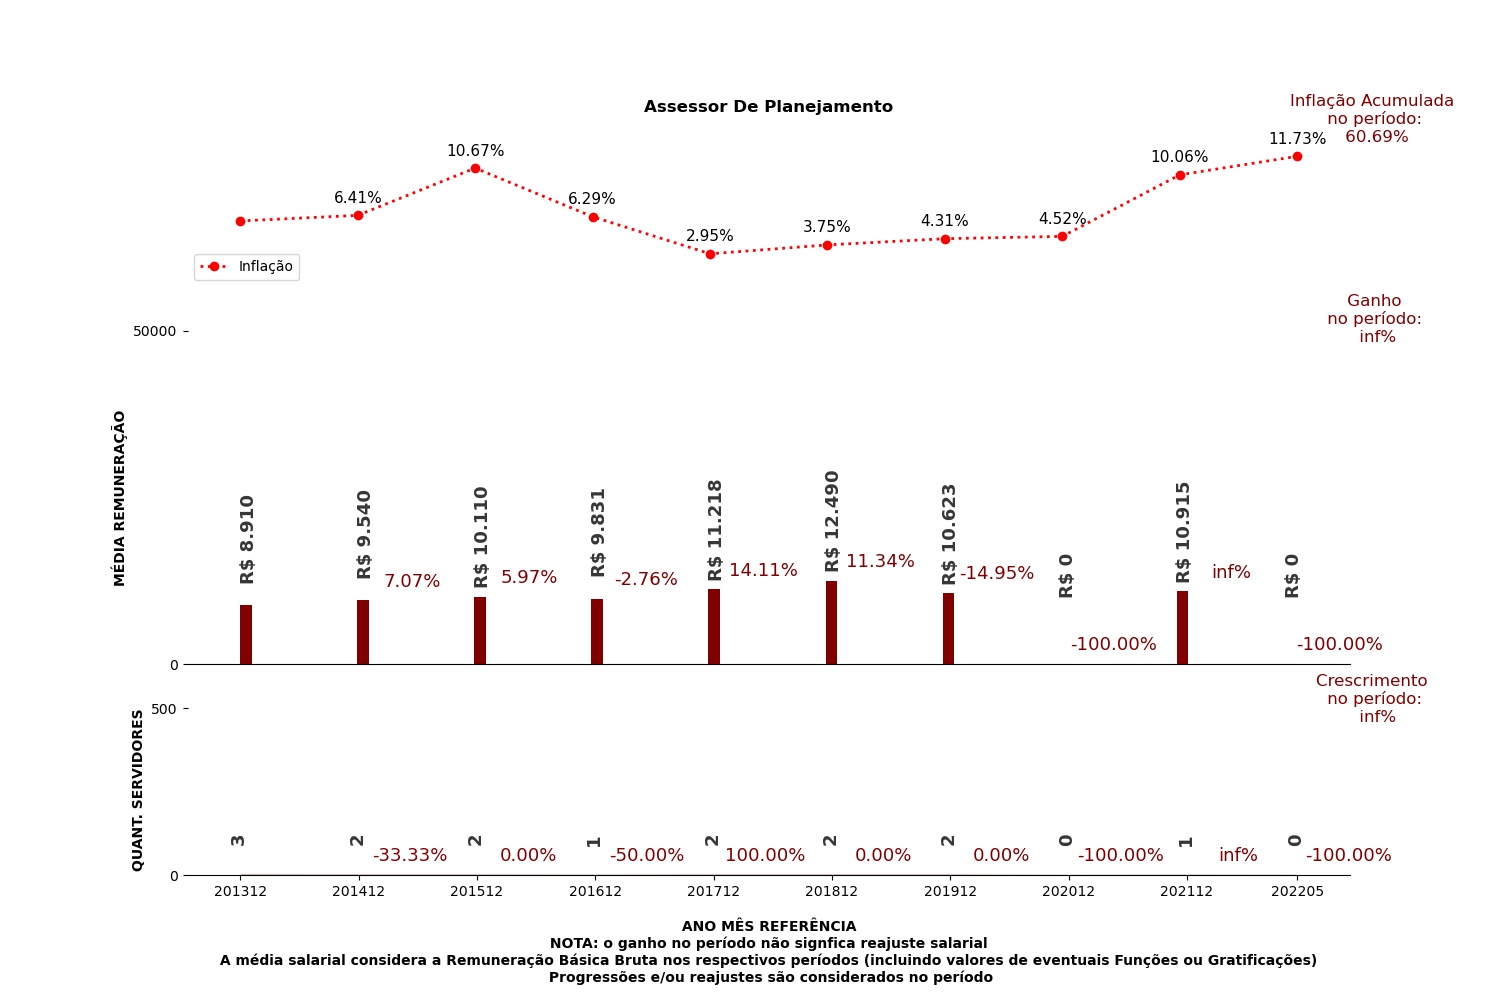 Assessor De Planejamento
Inflação Acumulada
no período:
60.69%
6.41%
10.67%
6.29%
2.95%
3.75%
4.31%
4.52%
10.06%
11.73%
Inflação
Ganho
no período:
inf%
50000
0
MÉDIA REMUNERAÇÃO
R$ 8.910
R$ 9.540
R$ 10.110
R$ 9.831
R$ 11.218
R$ 12.490
R$ 10.623
R$ 0
R$ 10.915
R$ 0
7.07%
5.97%
-2.76%
14.11%
11.34%
-14.95%
-100.00%
inf%
-100.00%
Crescrimento
no período:
inf%
500
0
QUANT. SERVIDORES
3
2
2
1
2
2
2
0
1
0
-33.33%
0.00%
-50.00%
100.00%
0.00%
0.00%
-100.00%
inf%
-100.00%
201312
201412
201512
201612
201712
201812
201912
202012
202112
202205
ANO MÊS REFERÊNCIA
NOTA: o ganho no período não signfica reajuste salarial
A média salarial considera a Remuneração Básica Bruta nos respectivos períodos (incluindo valores de eventuais Funções ou Gratificações)
Progressões e/ou reajustes são considerados no período